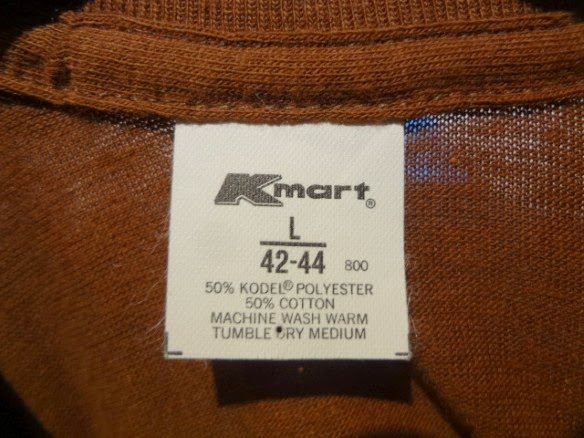 Kmart®
L
42-44 800
50% KODEL® POLYESTER
50% COTTON
MACHINE WASH WARM
TUMBLE DRY MEDIUM